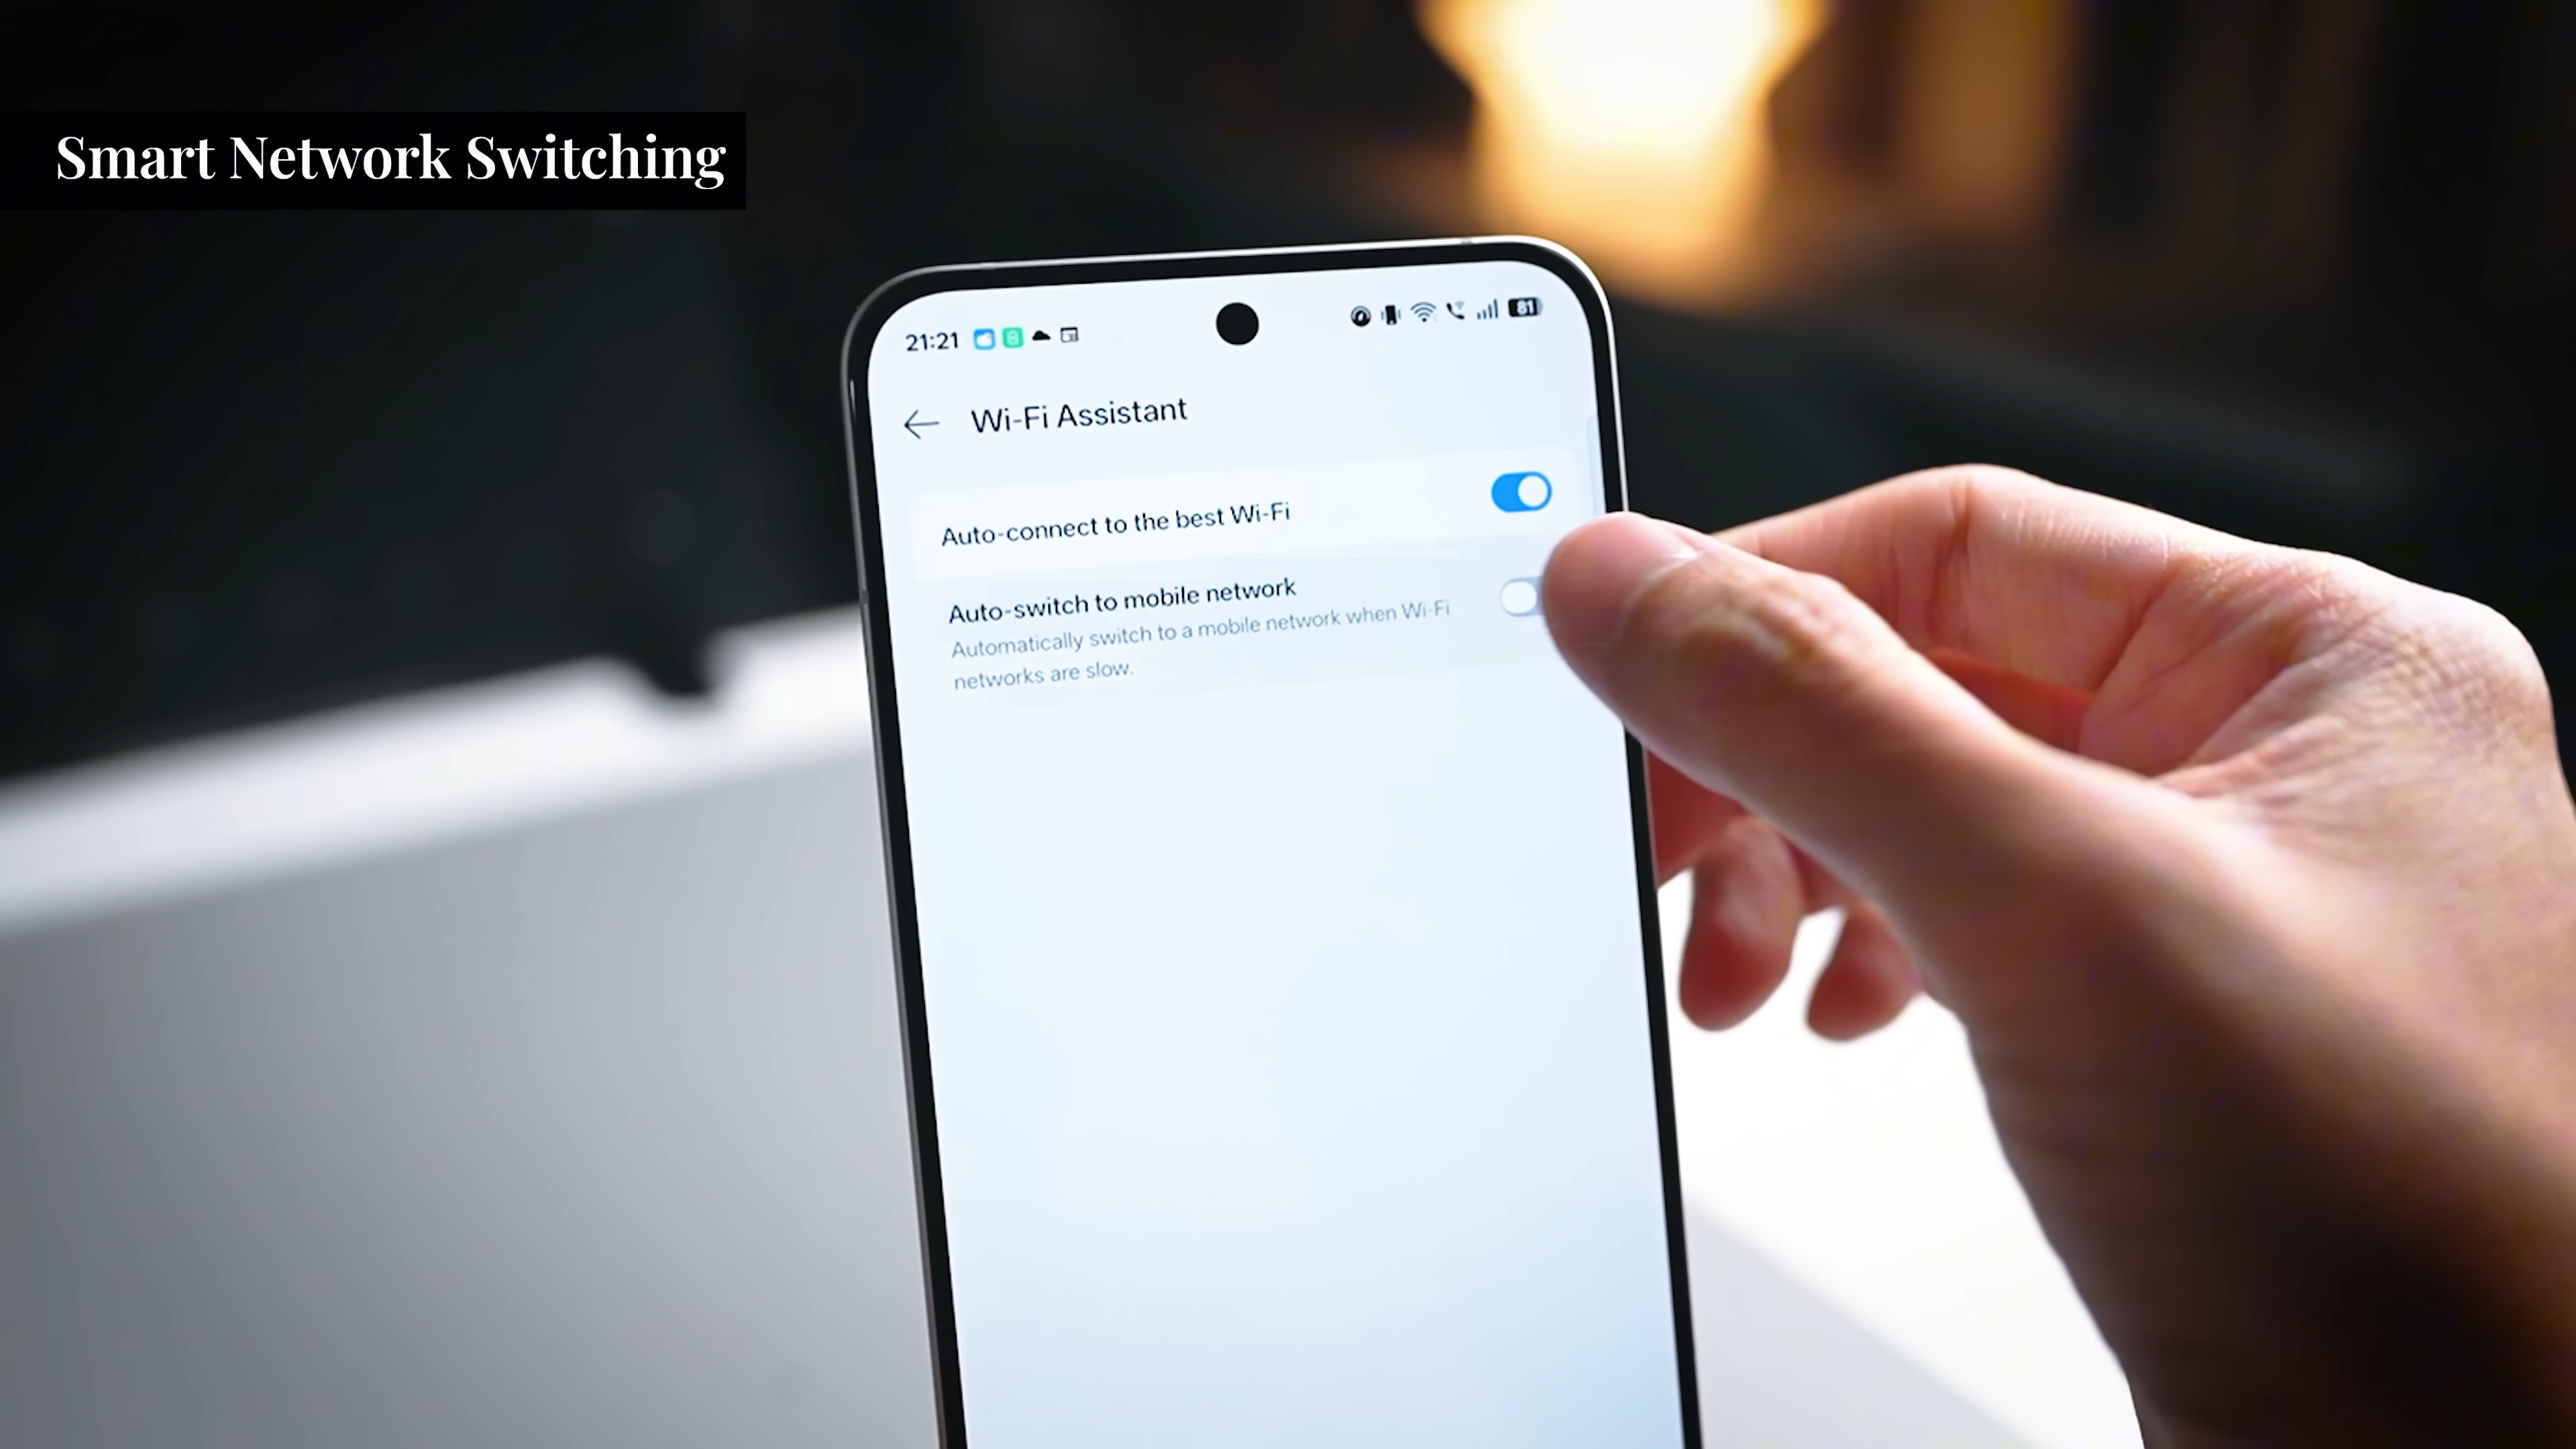 Smart Network Switching
21:21
81
Wi-Fi Assistant
Auto-connect to the best Wi-Fi
Auto-switch to mobile network
Automatically switch to a mobile network when Wi-Fi
networks are slow.